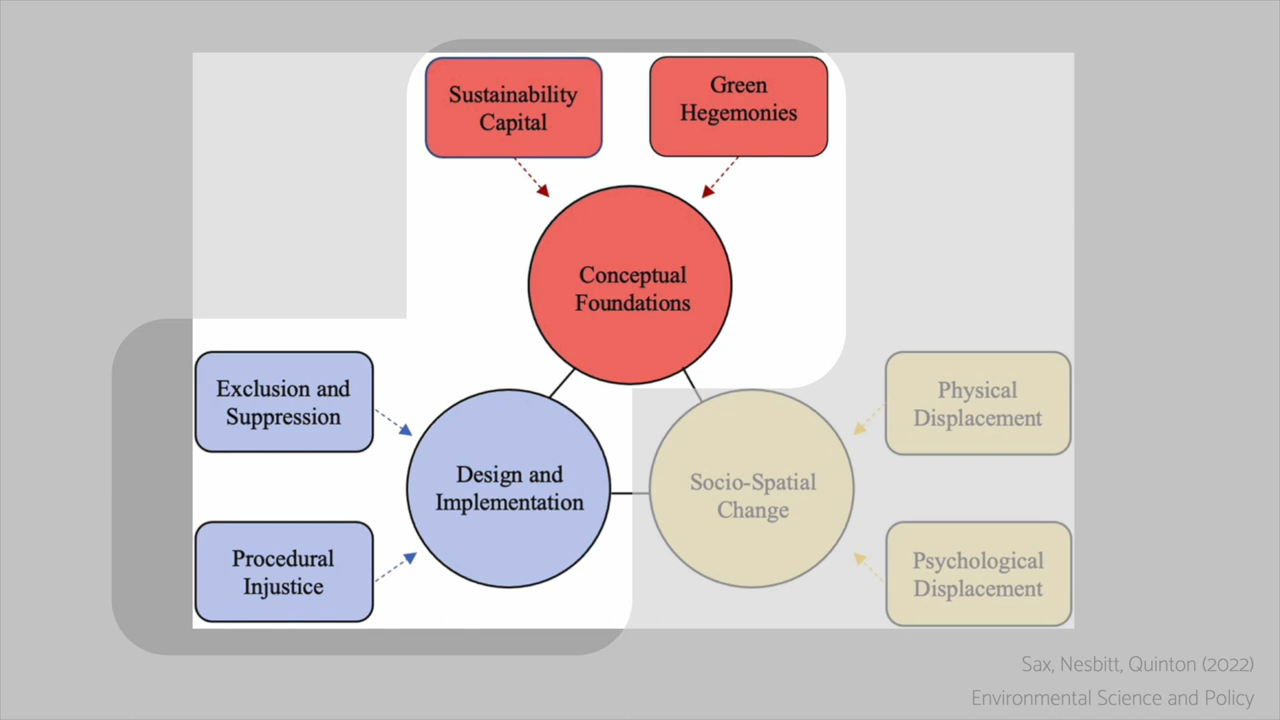 Sustainability
Capital
Green
Hegemonies
Conceptual
Foundations
Exclusion and
Suppression
Physical
Displacement
Design and
Implementation
Socio-Spatial
Change
Procedural
Injustice
Psychological
Displacement
Sax, Nesbitt, Quinton (2022)
Environmental Science and Policy